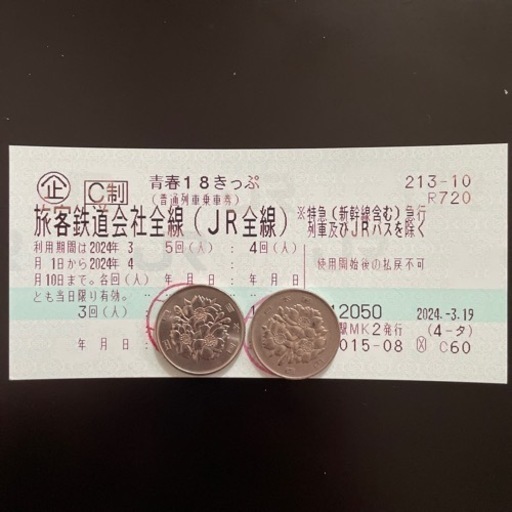 企 C制 青春18きっぷ 213-10
(普通列車乗車券) R720
旅客鉄道会社全線(JR全線) ※特急(新幹線含む)急行
列車及びJRバスを除く
利用期間は2024年 3 5回(人) : 4回(人)
月 1日から2024年 4 使用開始後の払戻不可
月10日まで。各回(人) 年 月 日: 年 月 日
とも当日限り有効。
3回(人) 12050 2024.-3.19
駅MK2発行 (4-タ)
年 月 日: 015-08 C60